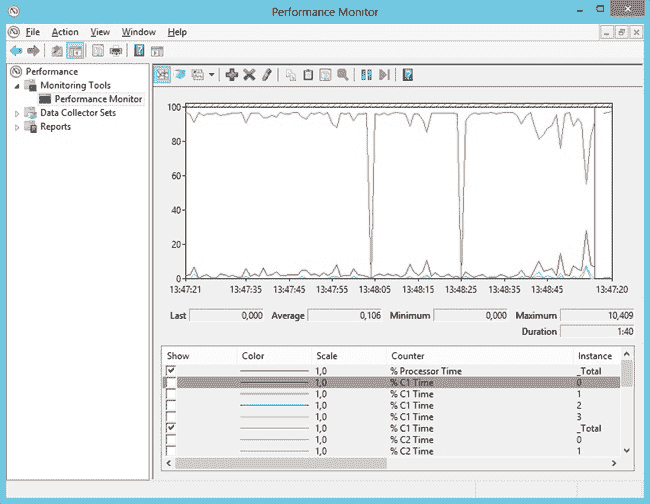 Performance Monitor
File Action View Window Help
Performance
Monitoring Tools
Performance Monitor
Data Collector Sets
Reports
100
80
60
40
20
0
13:47:21 13:47:35 13:47:45 13:47:55 13:48:05 13:48:15 13:48:25 13:48:35 13:48:45 13:47:20
Last 0,000 Average 0,106 Minimum 0,000 Maximum 10,409
Duration 1:40
Show Color Scale Counter Instance
1,0 % Processor Time _Total
1,0 % C1 Time 0
1,0 % C1 Time 1
1,0 % C1 Time 2
1,0 % C1 Time 3
1,0 % C1 Time _Total
1,0 % C2 Time 0
1,0 % C2 Time 1